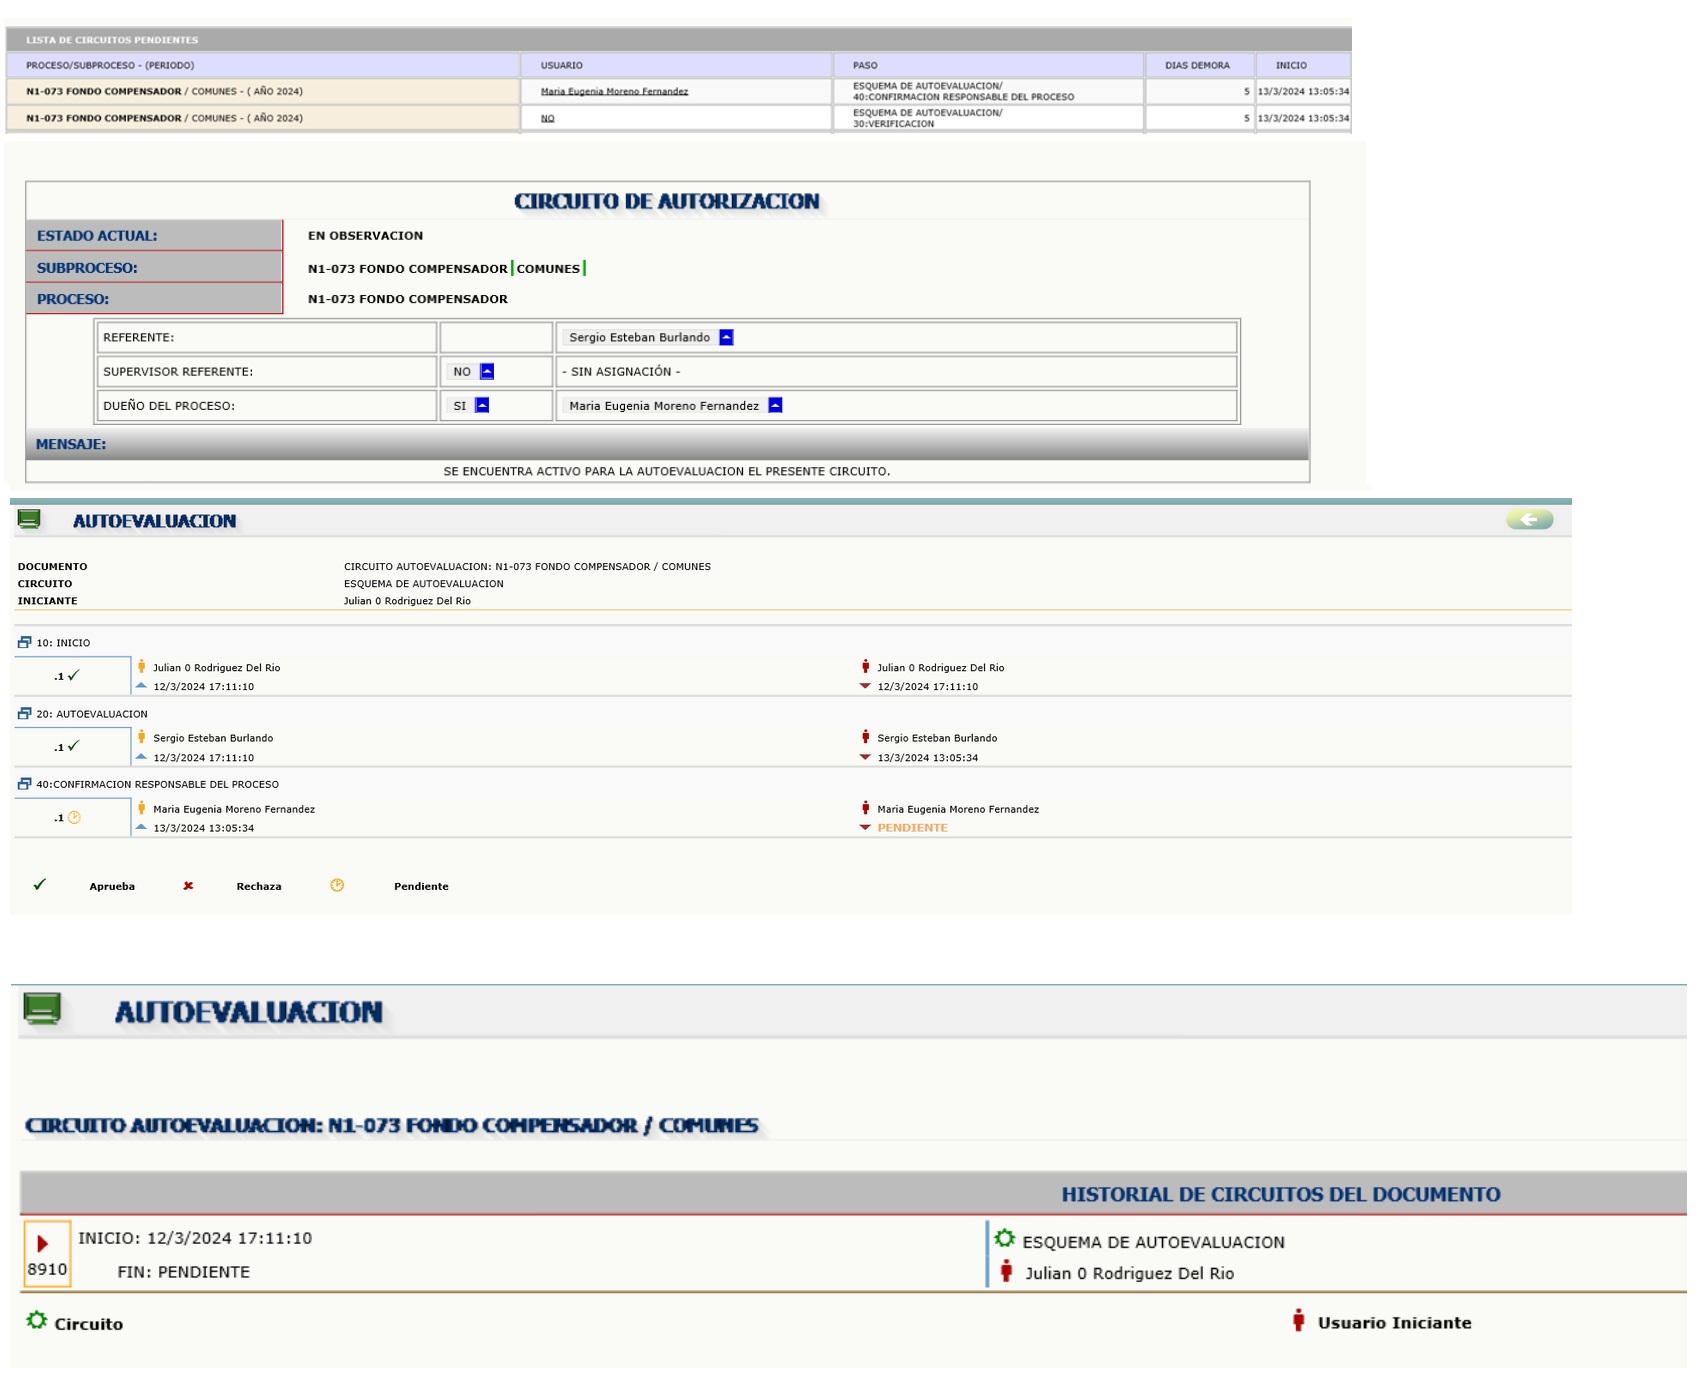 LISTA DE CIRCUITOS PENDIENTES
PROCESO/SUBPROCESO - (PERIODO) USUARIO PASO DIAS DEMORA INICIO
N1-073 FONDO COMPENSADOR / COMUNES - ( AÑO 2024) Maria Eugenia Moreno Fernandez ESQUEMA DE AUTOEVALUACION/ 5 13/3/2024 13:05:34
40:CONFIRMACION RESPONSABLE DEL PROCESO
N1-073 FONDO COMPENSADOR / COMUNES - ( AÑO 2024) NO ESQUEMA DE AUTOEVALUACION/ 5 13/3/2024 13:05:34
30:VERIFICACION
CIRCUITO DE AUTORIZACION
ESTADO ACTUAL: EN OBSERVACION
SUBPROCESO: N1-073 FONDO COMPENSADOR COMUNES
PROCESO: N1-073 FONDO COMPENSADOR
REFERENTE: Sergio Esteban Burlando
SUPERVISOR REFERENTE: NO - SIN ASIGNACIÓN -
DUEÑO DEL PROCESO: SI Maria Eugenia Moreno Fernandez
MENSAJE:
SE ENCUENTRA ACTIVO PARA LA AUTOEVALUACION EL PRESENTE CIRCUITO.
AUTOEVALUACION
DOCUMENTO CIRCUITO AUTOEVALUACION: N1-073 FONDO COMPENSADOR / COMUNES
CIRCUITO ESQUEMA DE AUTOEVALUACION
INICIANTE Julian 0 Rodriguez Del Rio
10: INICIO
.1 Julian 0 Rodriguez Del Rio Julian 0 Rodriguez Del Rio
12/3/2024 17:11:10 12/3/2024 17:11:10
20: AUTOEVALUACION
.1 Sergio Esteban Burlando Sergio Esteban Burlando
12/3/2024 17:11:10 13/3/2024 13:05:34
40:CONFIRMACION RESPONSABLE DEL PROCESO
.1 Maria Eugenia Moreno Fernandez Maria Eugenia Moreno Fernandez
13/3/2024 13:05:34 PENDIENTE
Aprueba Rechaza Pendiente
AUTOEVALUACION
CIRCUITO AUTOEVALUACION: N1-073 FONDO COMPENSADOR / COMUNES
HISTORIAL DE CIRCUITOS DEL DOCUMENTO
INICIO: 12/3/2024 17:11:10 ESQUEMA DE AUTOEVALUACION
8910 FIN: PENDIENTE Julian 0 Rodriguez Del Rio
Circuito Usuario Iniciante